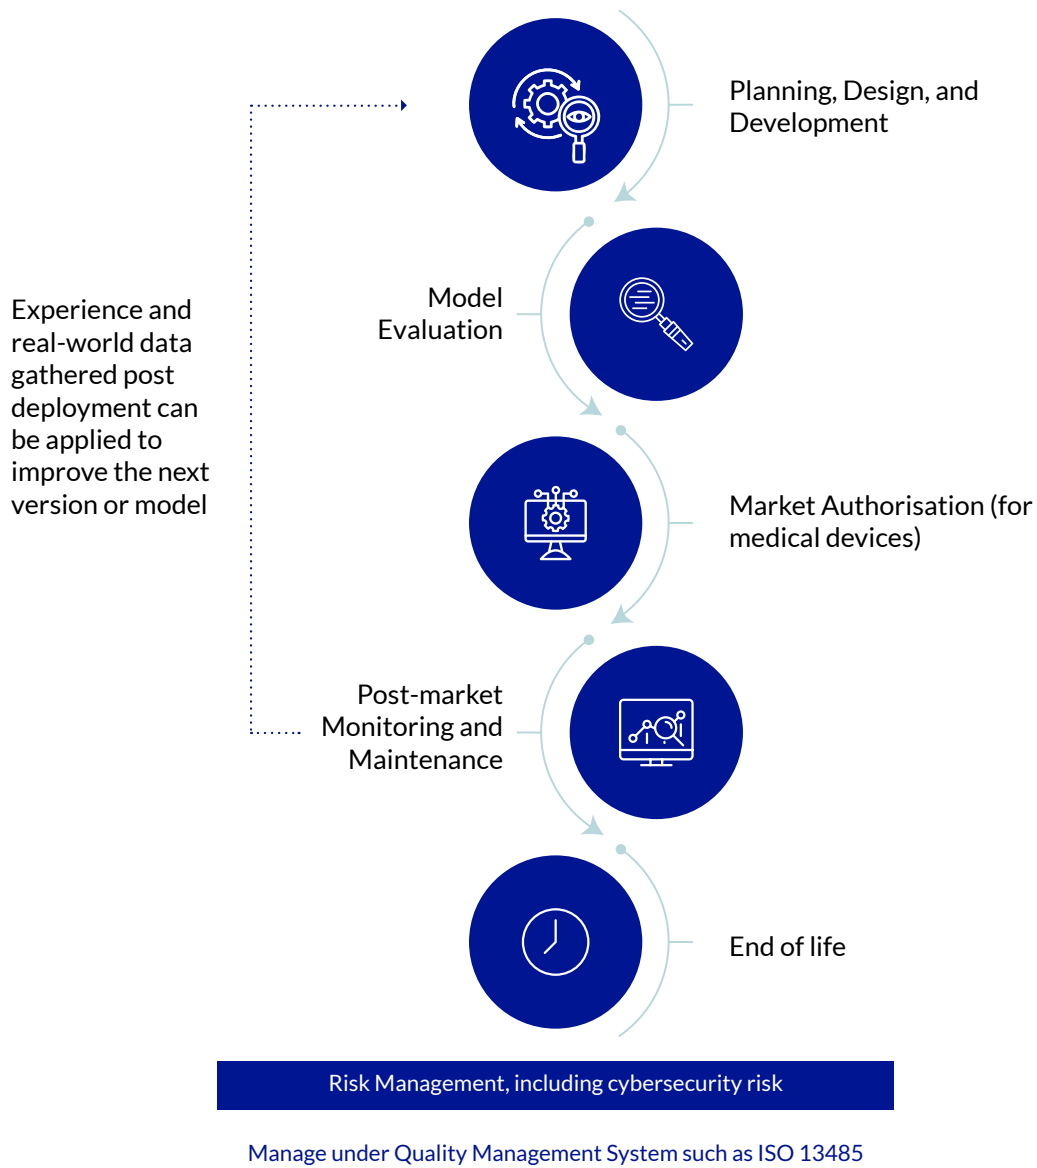 Planning, Design, and
Development
Model
Evaluation
Experience and
real-world data
gathered post
deployment can
be applied to
improve the next
version or model
Market Authorisation (for
medical devices)
Post-market
Monitoring and
Maintenance
End of life
Risk Management, including cybersecurity risk
Manage under Quality Management System such as ISO 13485